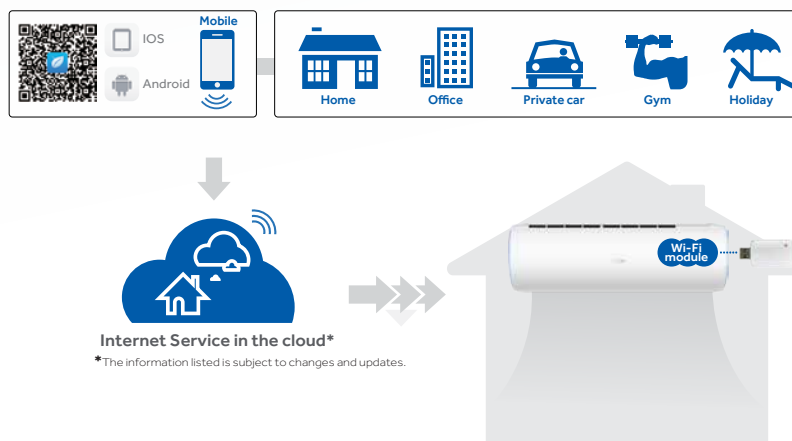 Mobile
IOS
Android
Home
Office
Private car
Gym
Holiday
Wi-Fi
module
Internet Service in the cloud*
*The information listed is subject to changes and updates.